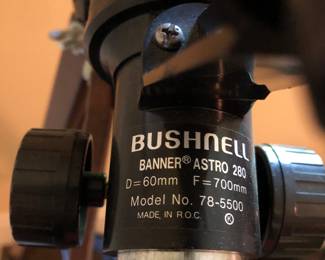 BUSHNELL
BANNER® ASTRO 280
D=60mm F=700mm
Model No. 78-5500
MADE IN R.O.C. ®